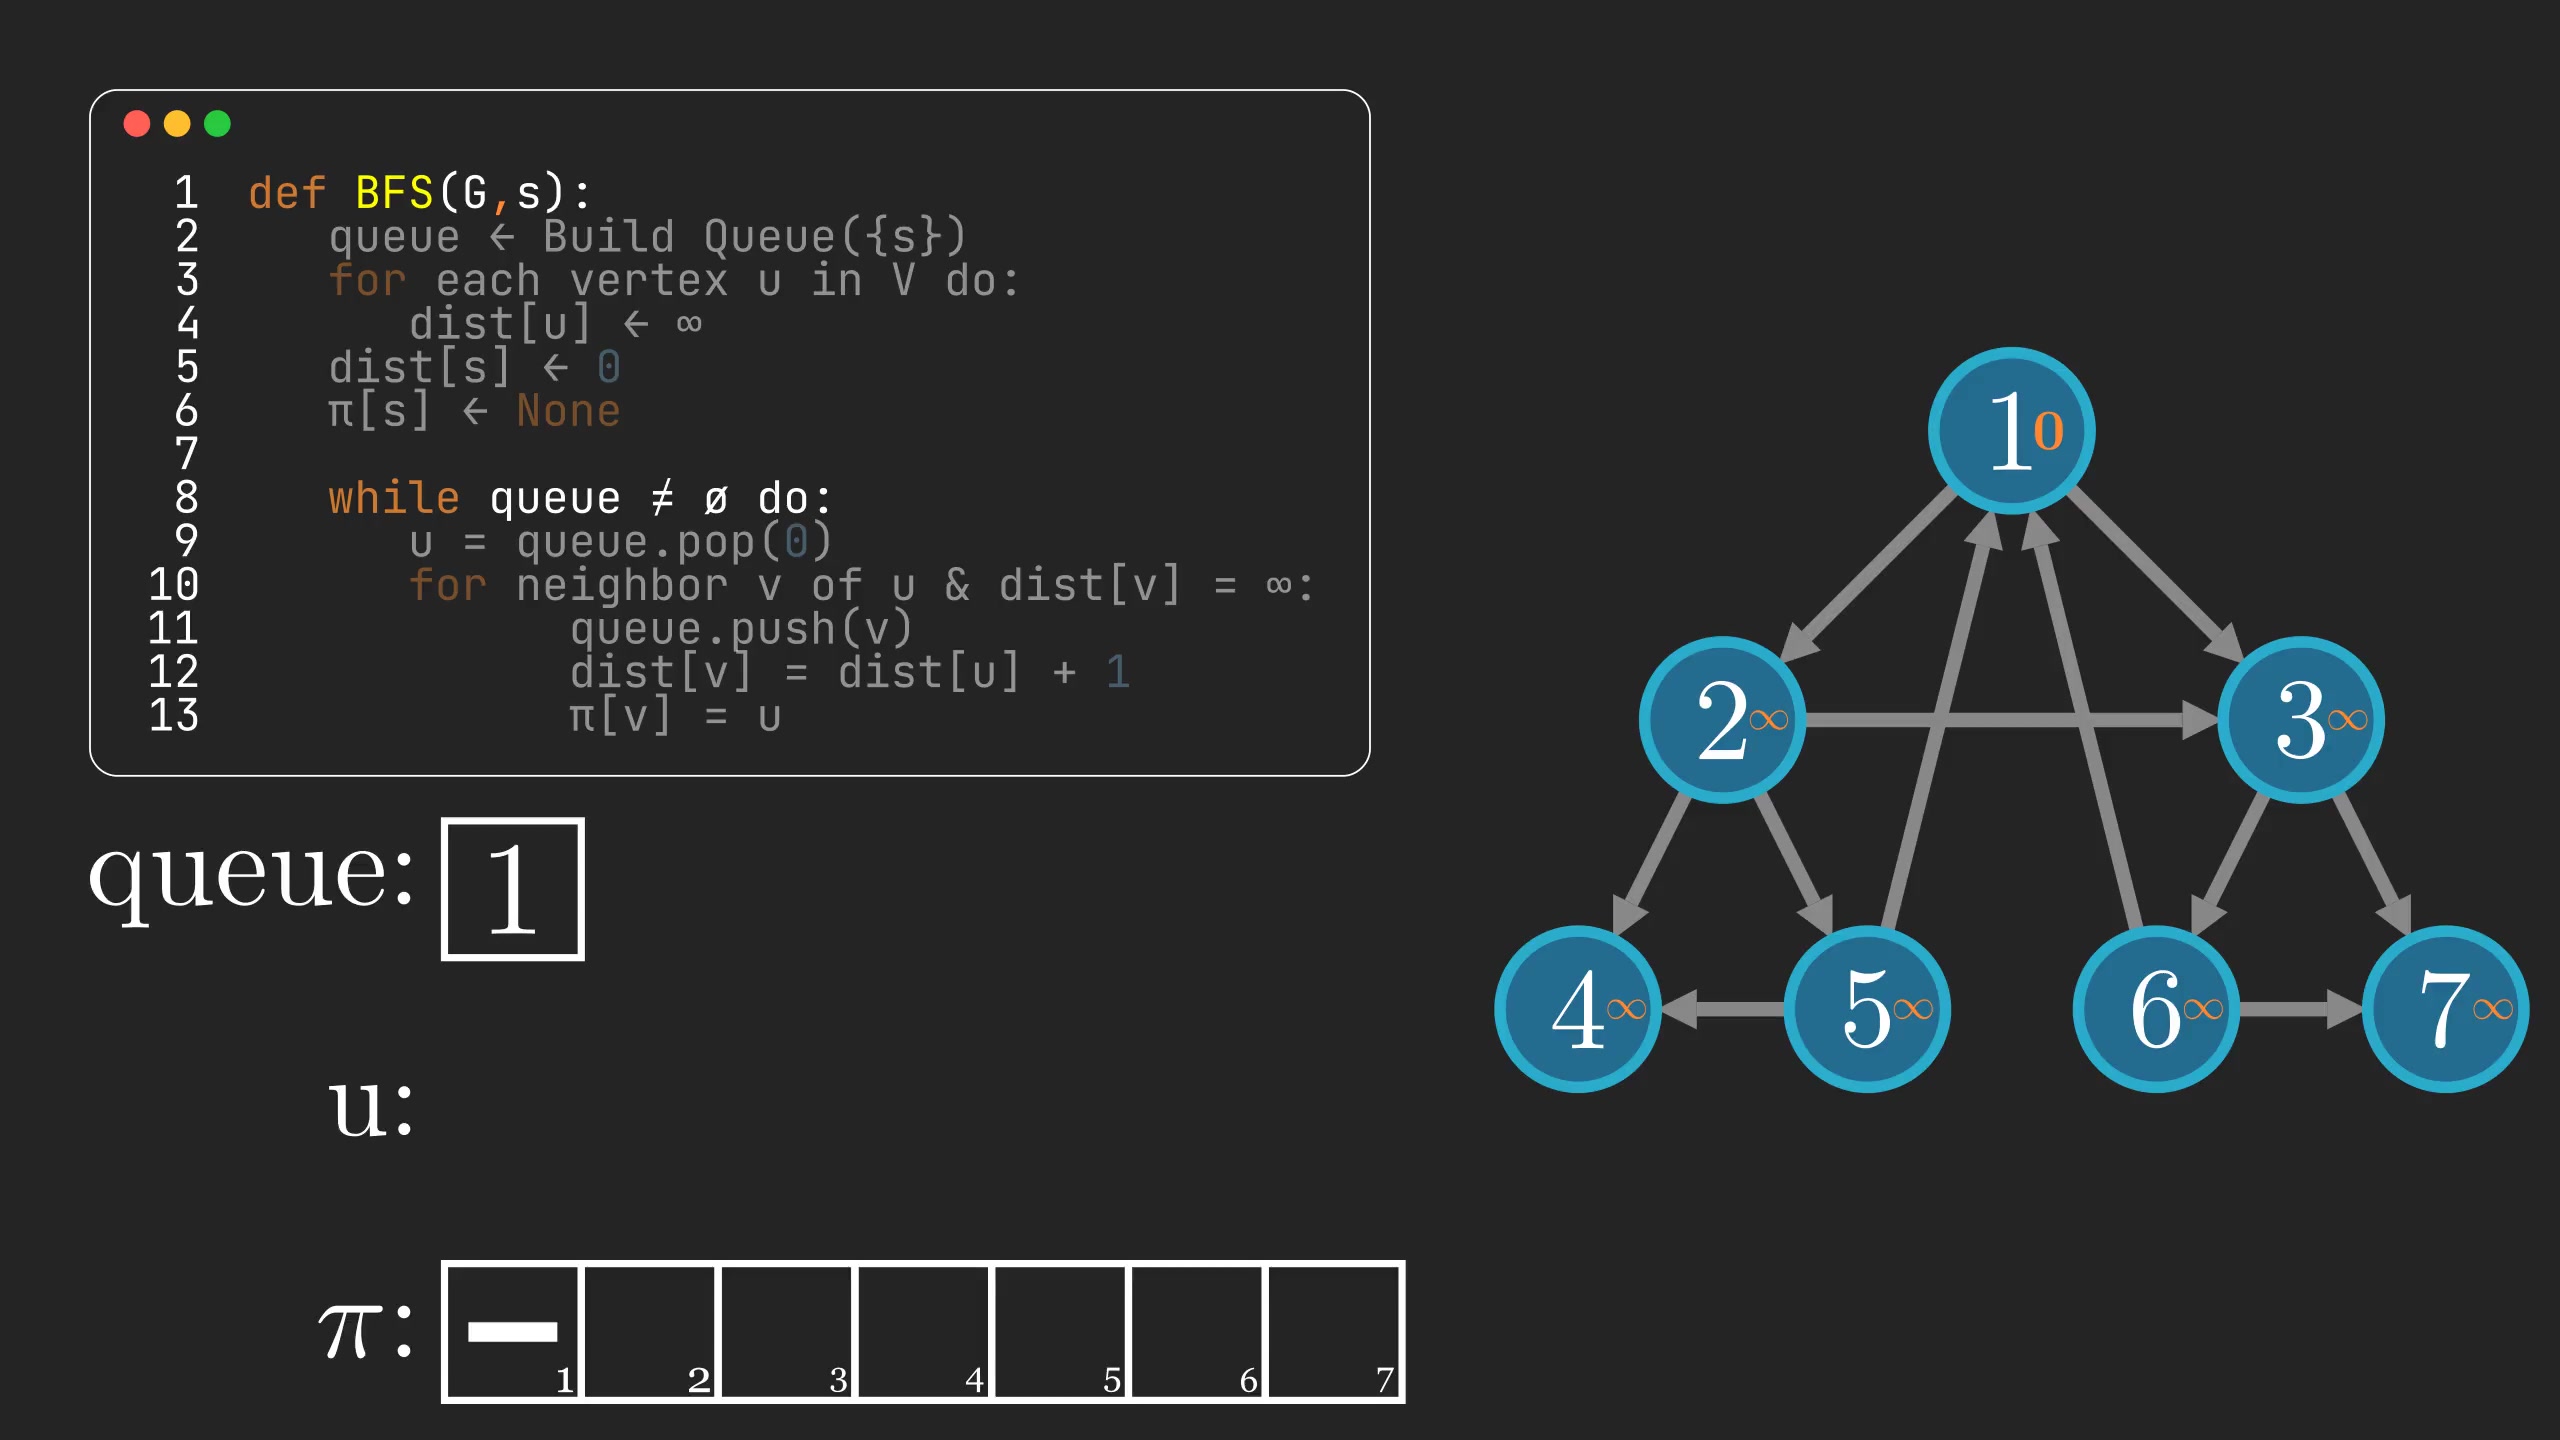 1 def BFS(G,s):
2 queue ← Build Queue({s})
3 for each vertex u in V do:
4 dist[u] ← ∞
5 dist[s] ← 0
6 π[s] ← None
7
8 while queue ≠ ø do:
9 u = queue.pop(0)
10 for neighbor v of u & dist[v] = ∞:
11 queue.push(v)
12 dist[v] = dist[u] + 1
13 π[v] = u
queue: 1
u:
π: —
1 2 3 4 5 6 7
1 0
2 ∞ 3 ∞
4 ∞ 5 ∞ 6 ∞ 7 ∞